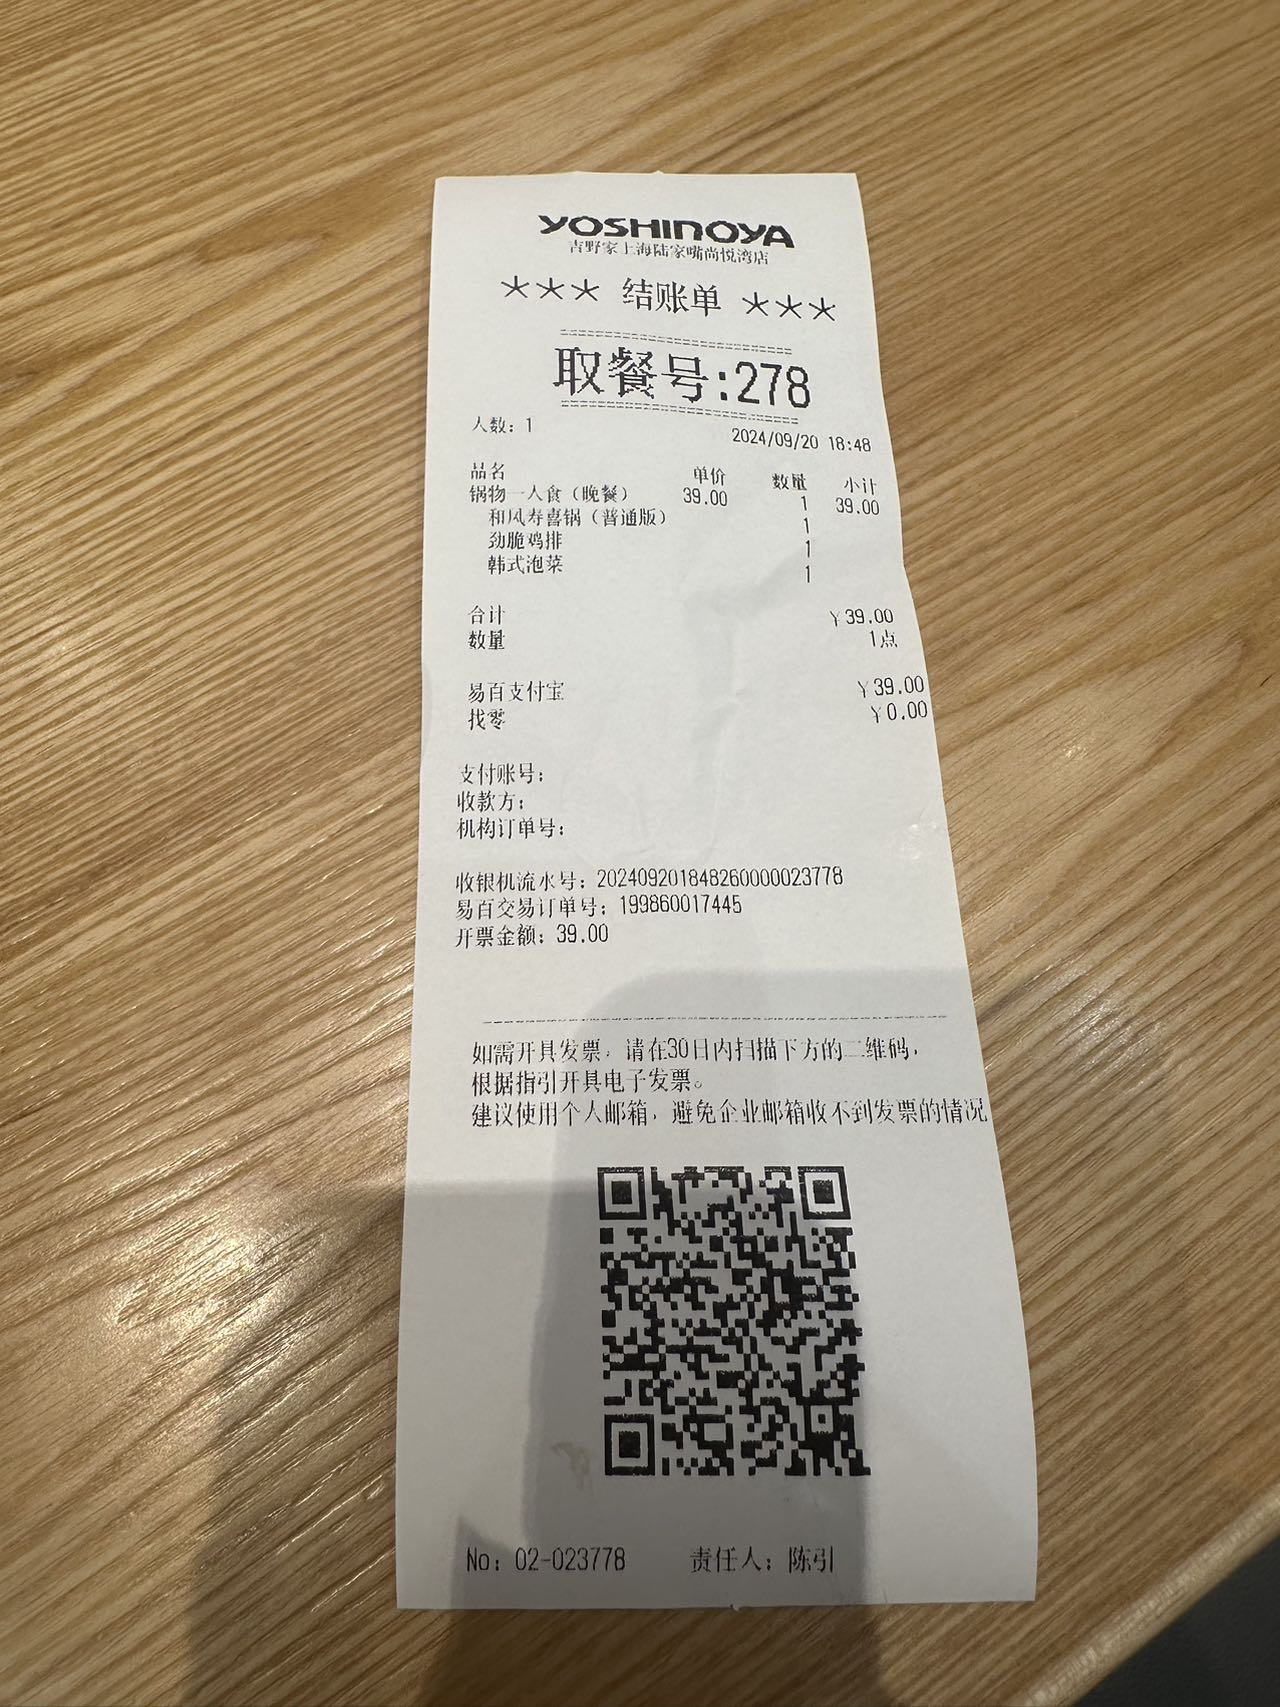 YOSHINOYA
吉野家上海陆家嘴尚悦湾店
*** 结账单 ***
取餐号:278
人数: 1
2024/09/20 18:48
品名 单价 数量 小计
锅物一人食（晚餐） 39.00 1 39.00
和风寿喜锅（普通版） 1
劲脆鸡排 1
韩式泡菜 1
合计 ¥39.00
数量 1点
易百支付宝 ¥39.00
找零 ¥0.00
支付账号:
收款方:
机构订单号:
收银机流水号: 202409201848260000023778
易百交易订单号: 199860017445
开票金额: 39.00
如需开具发票，请在30日内扫描下方的二维码，
根据指引开具电子发票。
建议使用个人邮箱，避免企业邮箱收不到发票的情况
No: 02-023778 责任人: 陈引